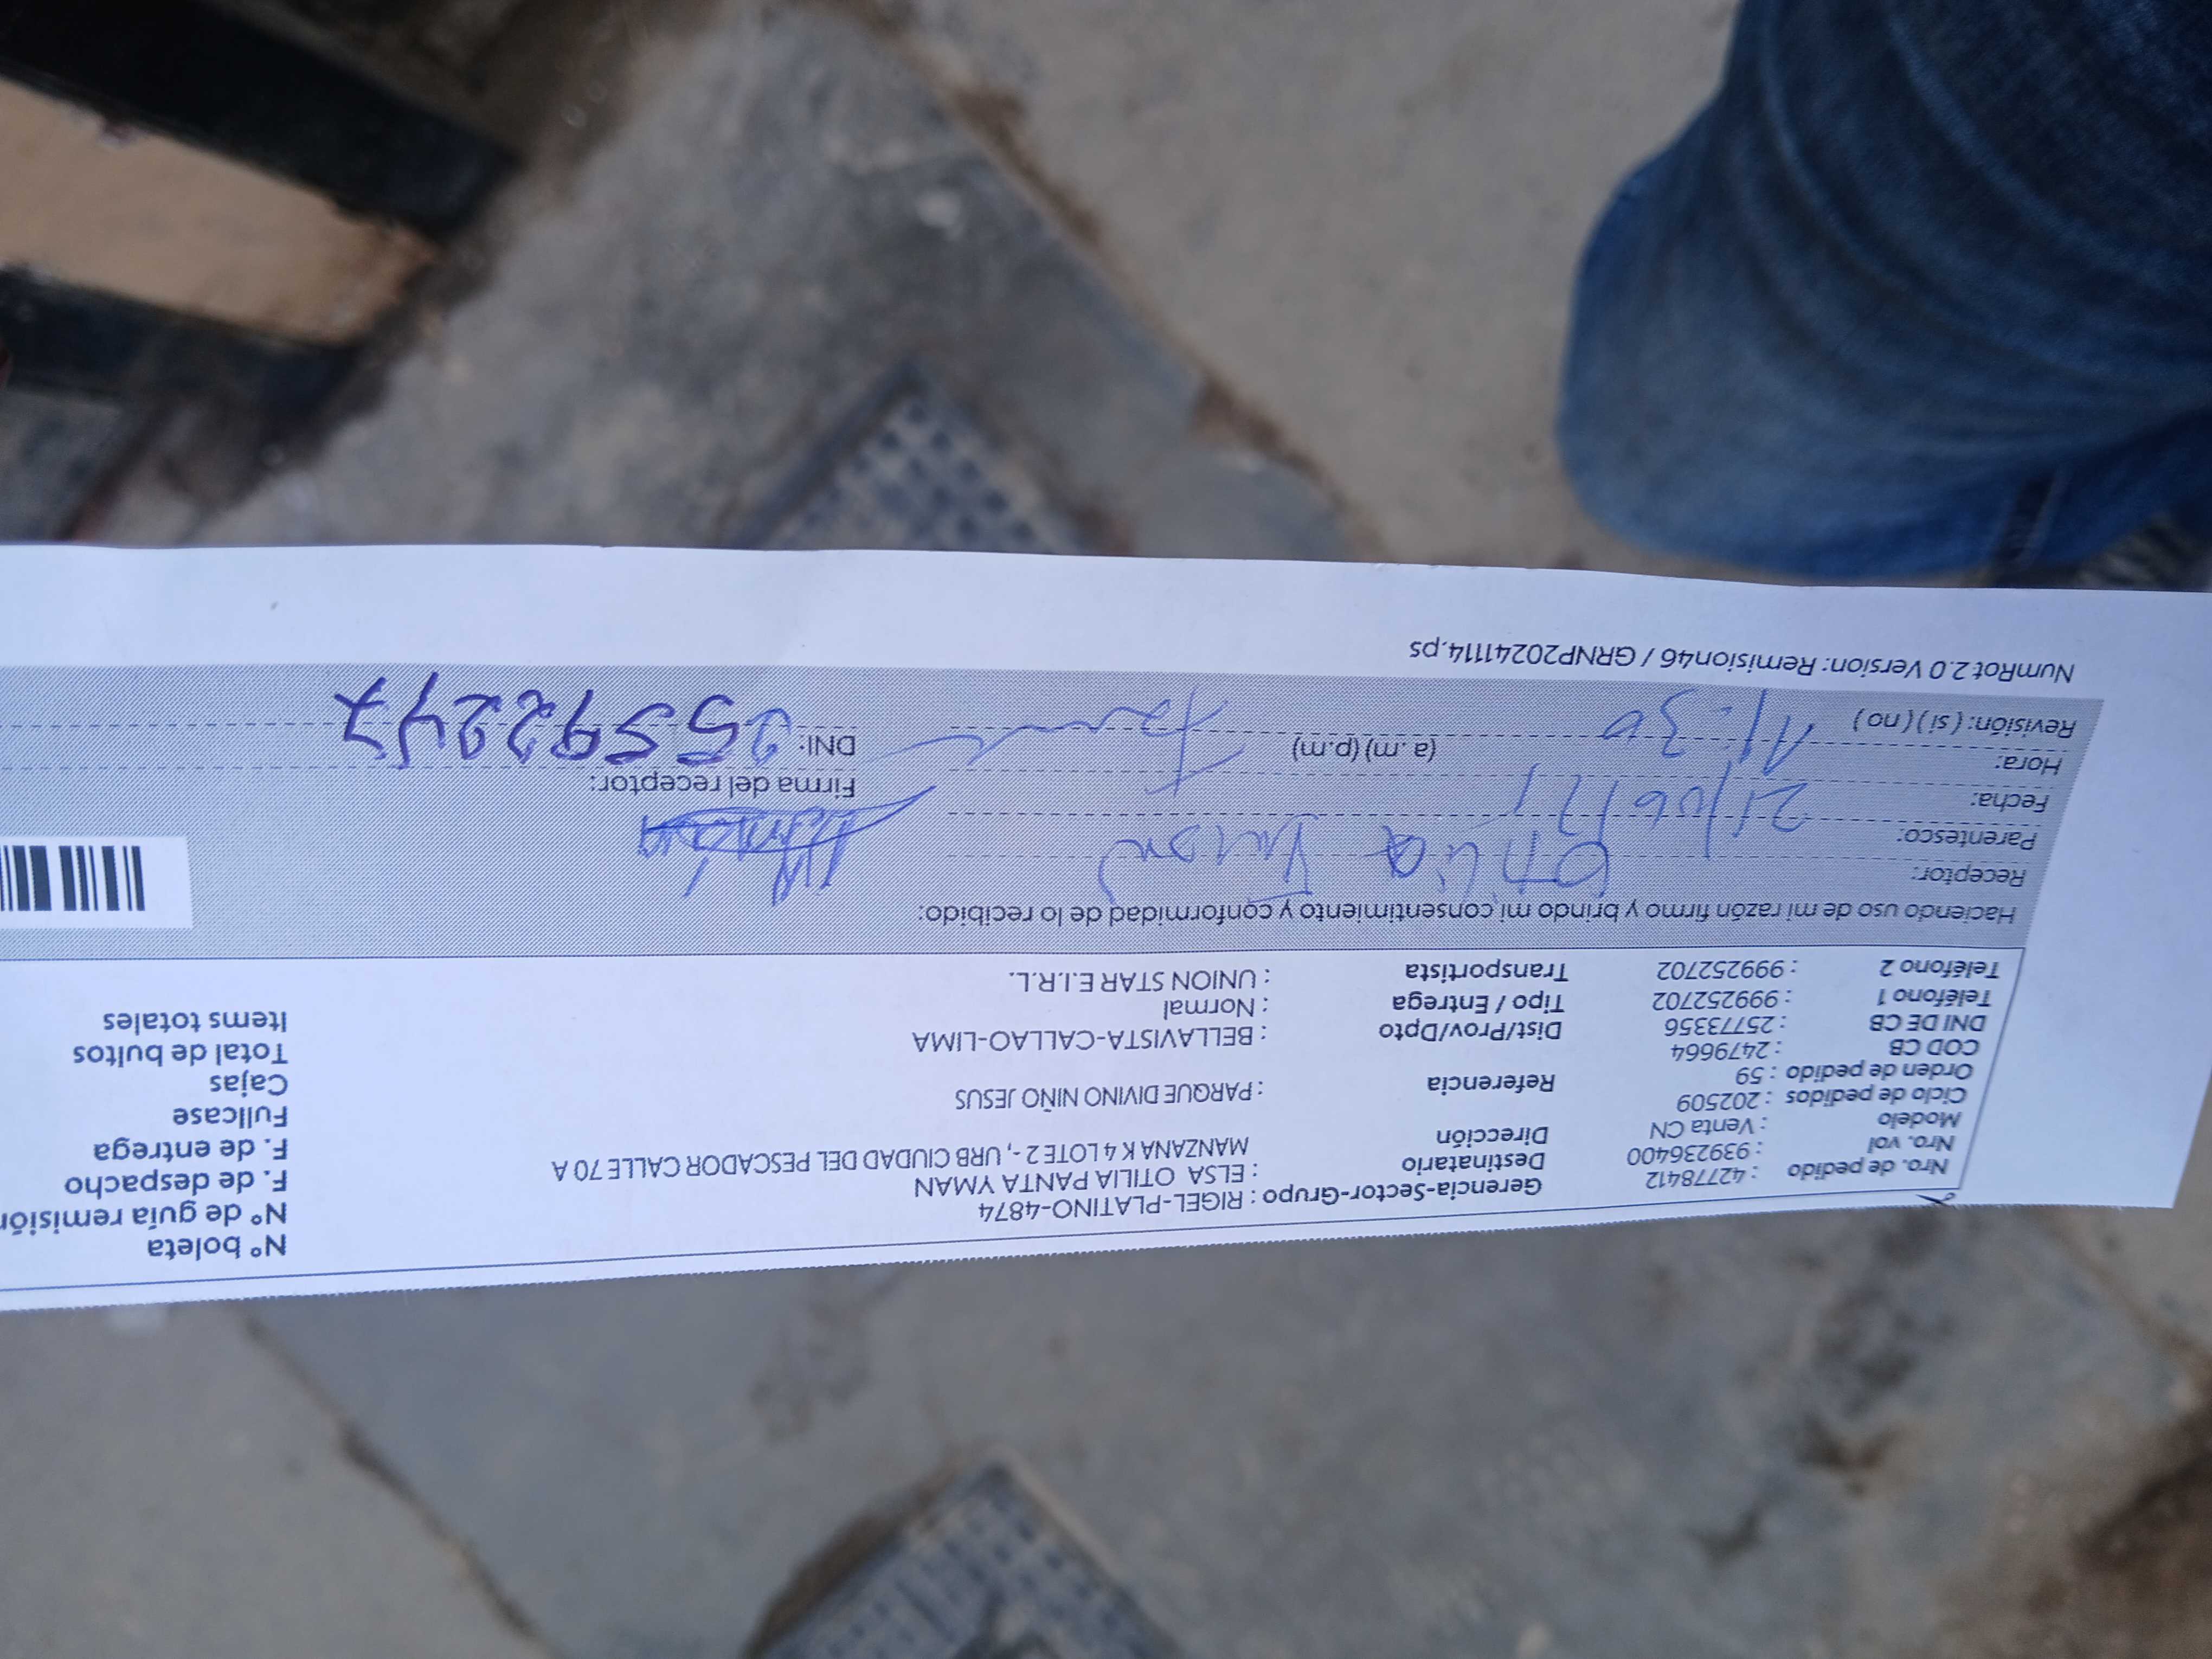 Nº boleta
Gerencia-Sector-Grupo : RIGEL-PLATINO-4874
Nº de guía remisión
Nro. de pedido : 42778412
Destinatario : ELSA OTILIA PANTA YMAN
F. de despacho
Nro. vol : 939236400
Dirección MANZANA K 4 LOTE 2 -, URB CIUDAD DEL PESCADOR CALLE 70 A
F. de entrega
Modelo : Venta CN
Fullcase
Ciclo de pedidos : 202509
Referencia : PARQUE DIVINO NIÑO JESUS
Cajas
Orden de pedido : 59
Total de bultos
COD CB : 2479664
Dist/Prov/Dpto : BELLAVISTA-CALLAO-LIMA
Items totales
DNI DE CB : 25773356
Tipo / Entrega : Normal
Teléfono 1 : 999252702
Transportista : UNION STAR E.I.R.L.
Teléfono 2 : 999252702
Haciendo uso de mi razón firmo y brindo mi consentimiento y conformidad de lo recibido:
Receptor: Otilia
Parentesco:
Fecha: 21/06/
Firma del receptor:
Hora: 11:30 (a. m) (p.m)
DNI: 25592247
Revisión: ( si ) ( no )
NumRot 2.0 Version: Remision46 / GRNP20241114.ps